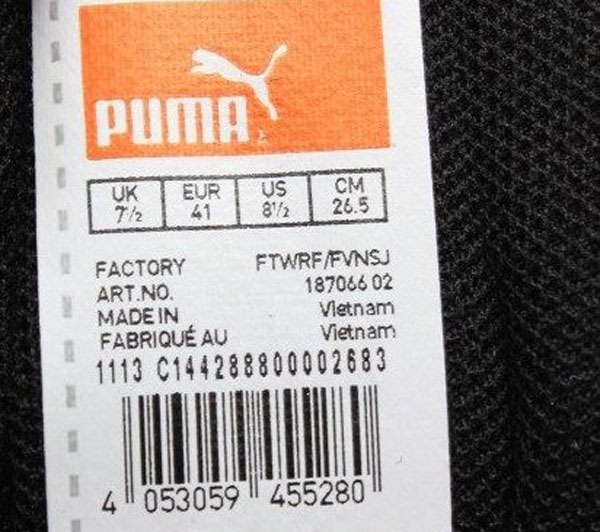 PUMA
UK EUR US CM
7½ 41 8½ 26.5
FACTORY FTWRF/FVNSJ
ART.NO. 187066 02
MADE IN Vietnam
FABRIQUÉ AU Vietnam
1113 C1442888800002683
4 053059 455280